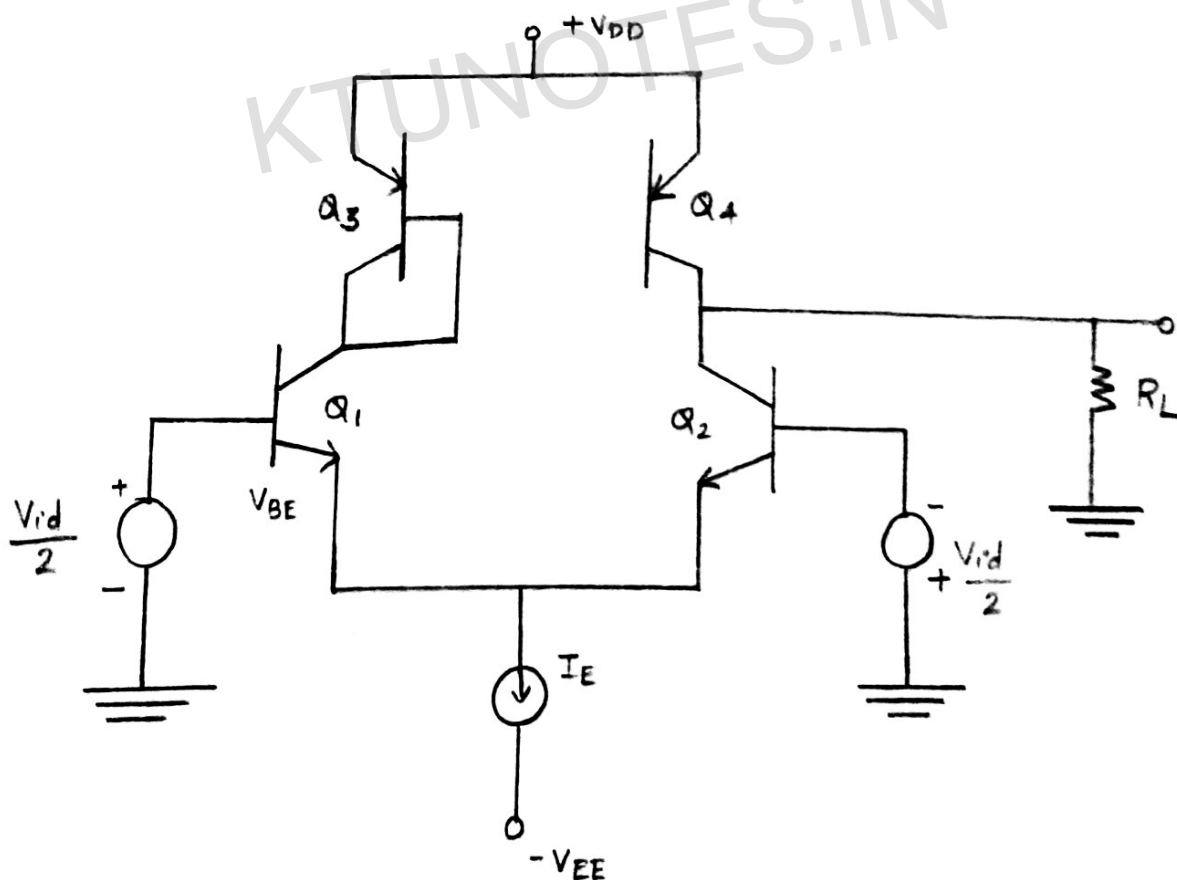 + VDD
KTUNOTES.IN
Q3
Q4
RL
Q1
Q2
VBE
+
Vid
2
-
-
+
Vid
2
IE
- VEE